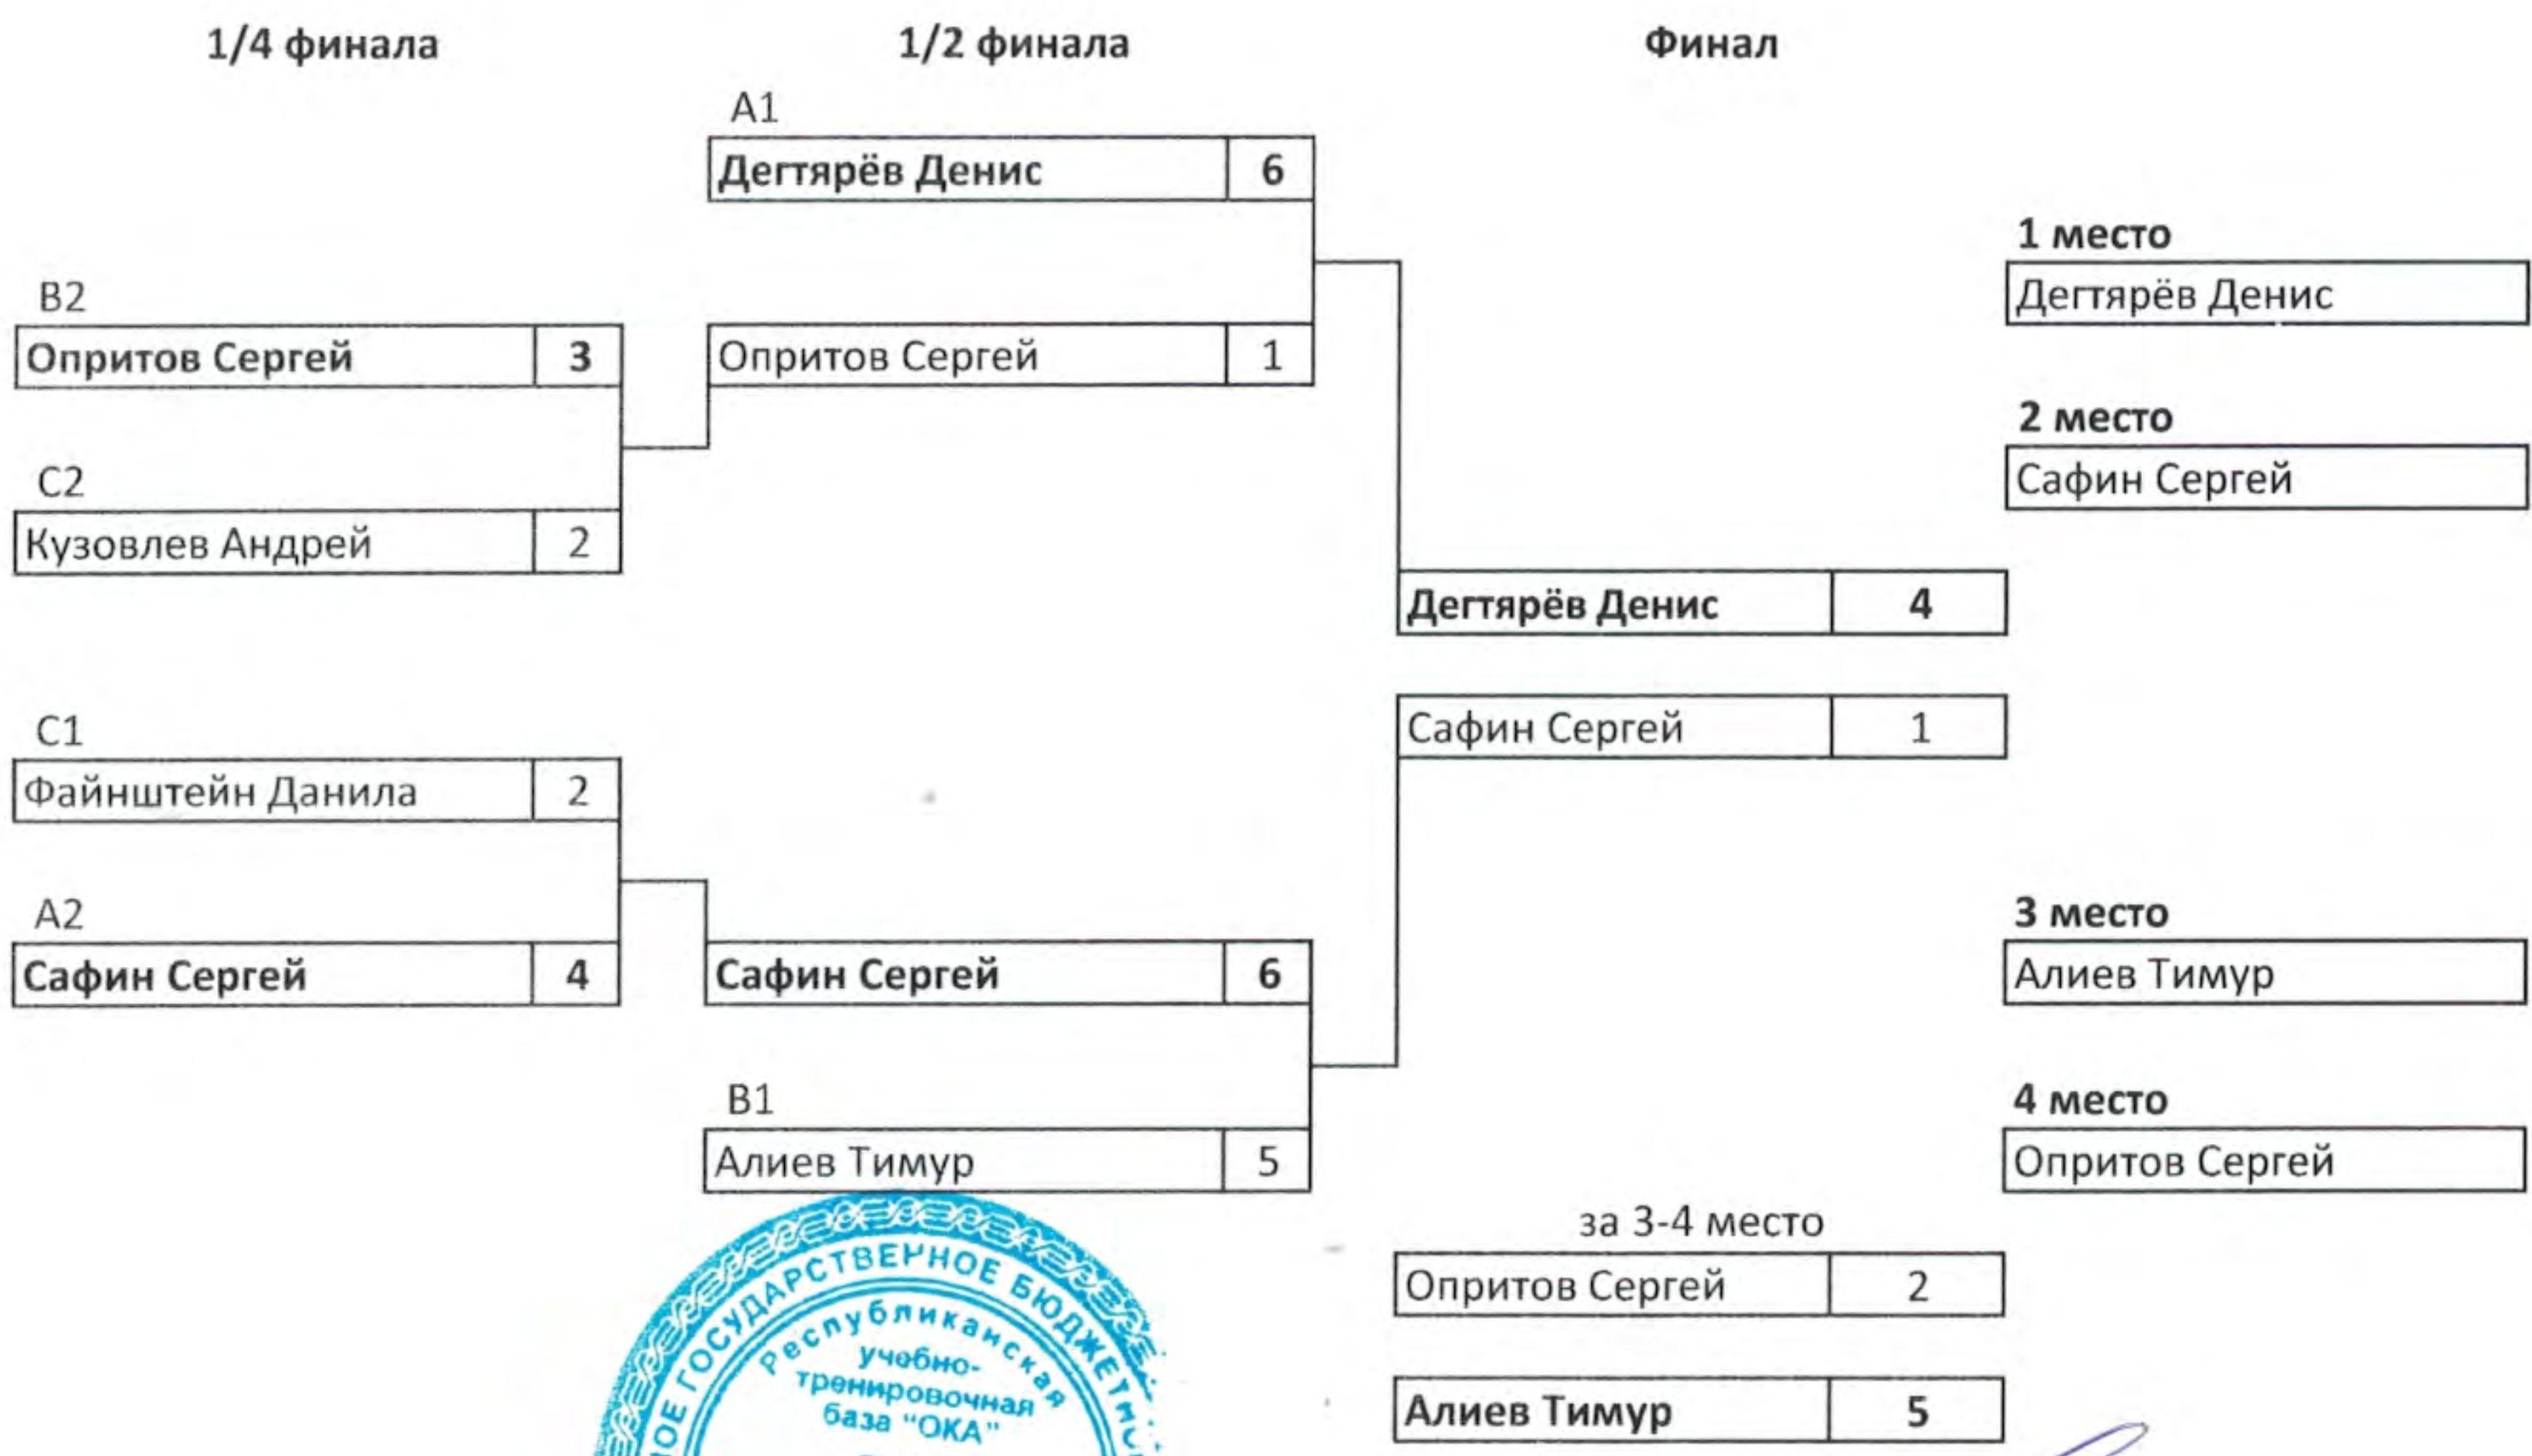 1/4 финала
1/2 финала
Финал
A1
Дегтярёв Денис 6
1 место
Дегтярёв Денис
B2
Опритов Сергей 3
Опритов Сергей 1
2 место
Сафин Сергей
C2
Кузовлев Андрей 2
Дегтярёв Денис 4
Сафин Сергей 1
C1
Файнштейн Данила 2
A2
Сафин Сергей 4
Сафин Сергей 6
3 место
Алиев Тимур
B1
Алиев Тимур 5
4 место
Опритов Сергей
за 3-4 место
Опритов Сергей 2
Алиев Тимур 5
ГОСУДАРСТВЕННОЕ
Республиканская
учебно-
тренировочная
база "ОКА"